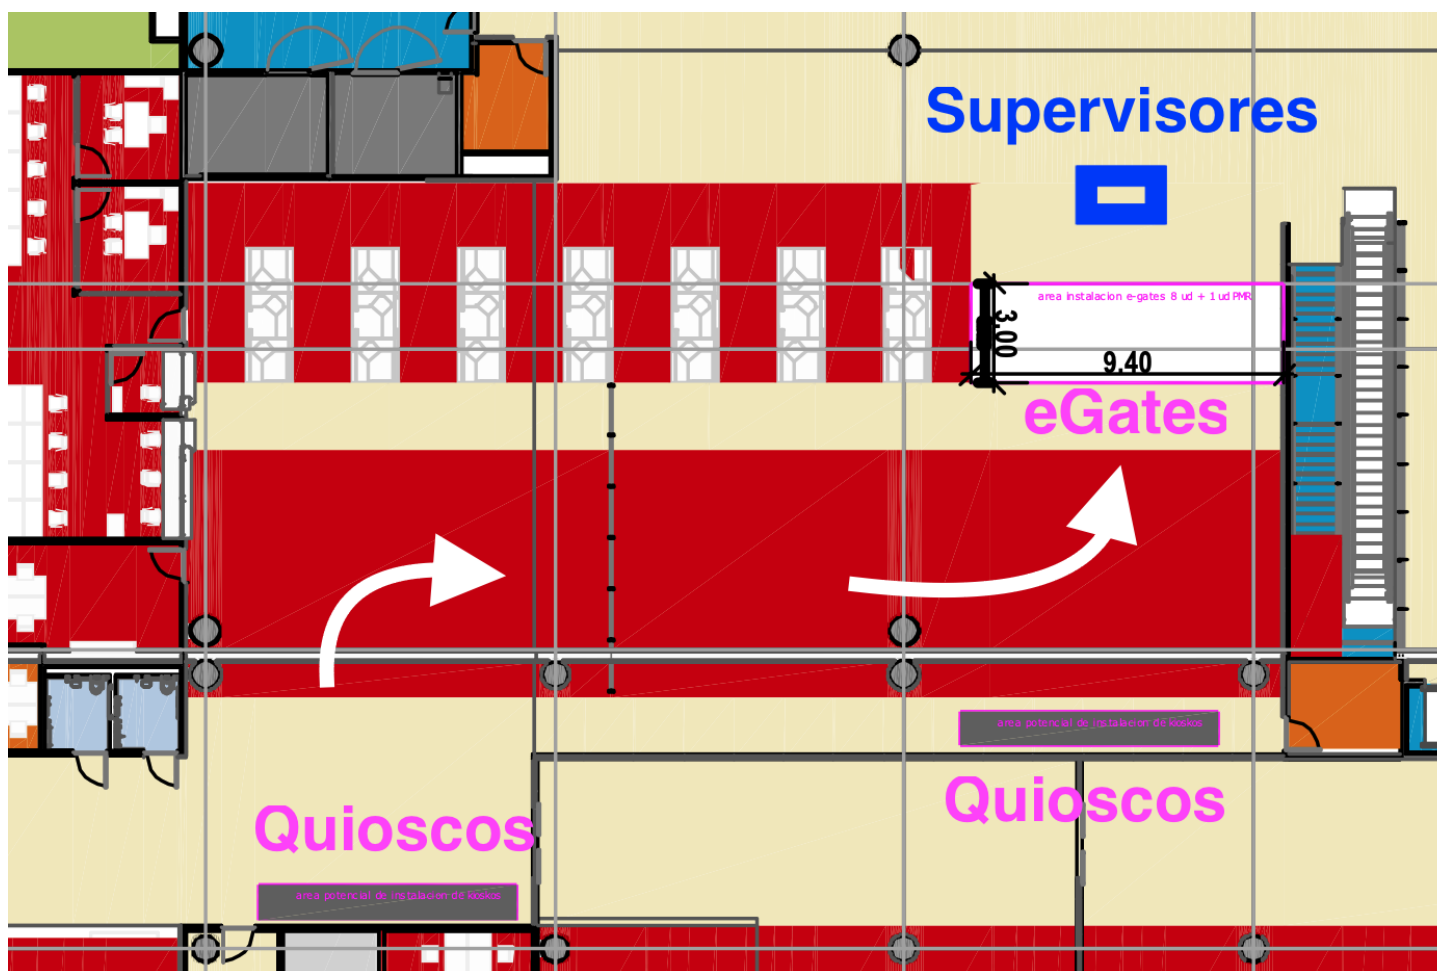 Supervisores
area instalacion e-gates 8 ud + 1 ud PMR
3.00
9.40
eGates
area potencial de instalacion de kioskos
Quioscos
Quioscos
area potencial de instalacion de kioskos